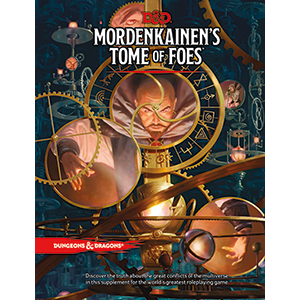 D&D
MORDENKAINEN'S
TOME OF FOES
DUNGEONS & DRAGONS®
Discover the truth about the great conflicts of the multiverse
in this supplement for the world's greatest roleplaying game